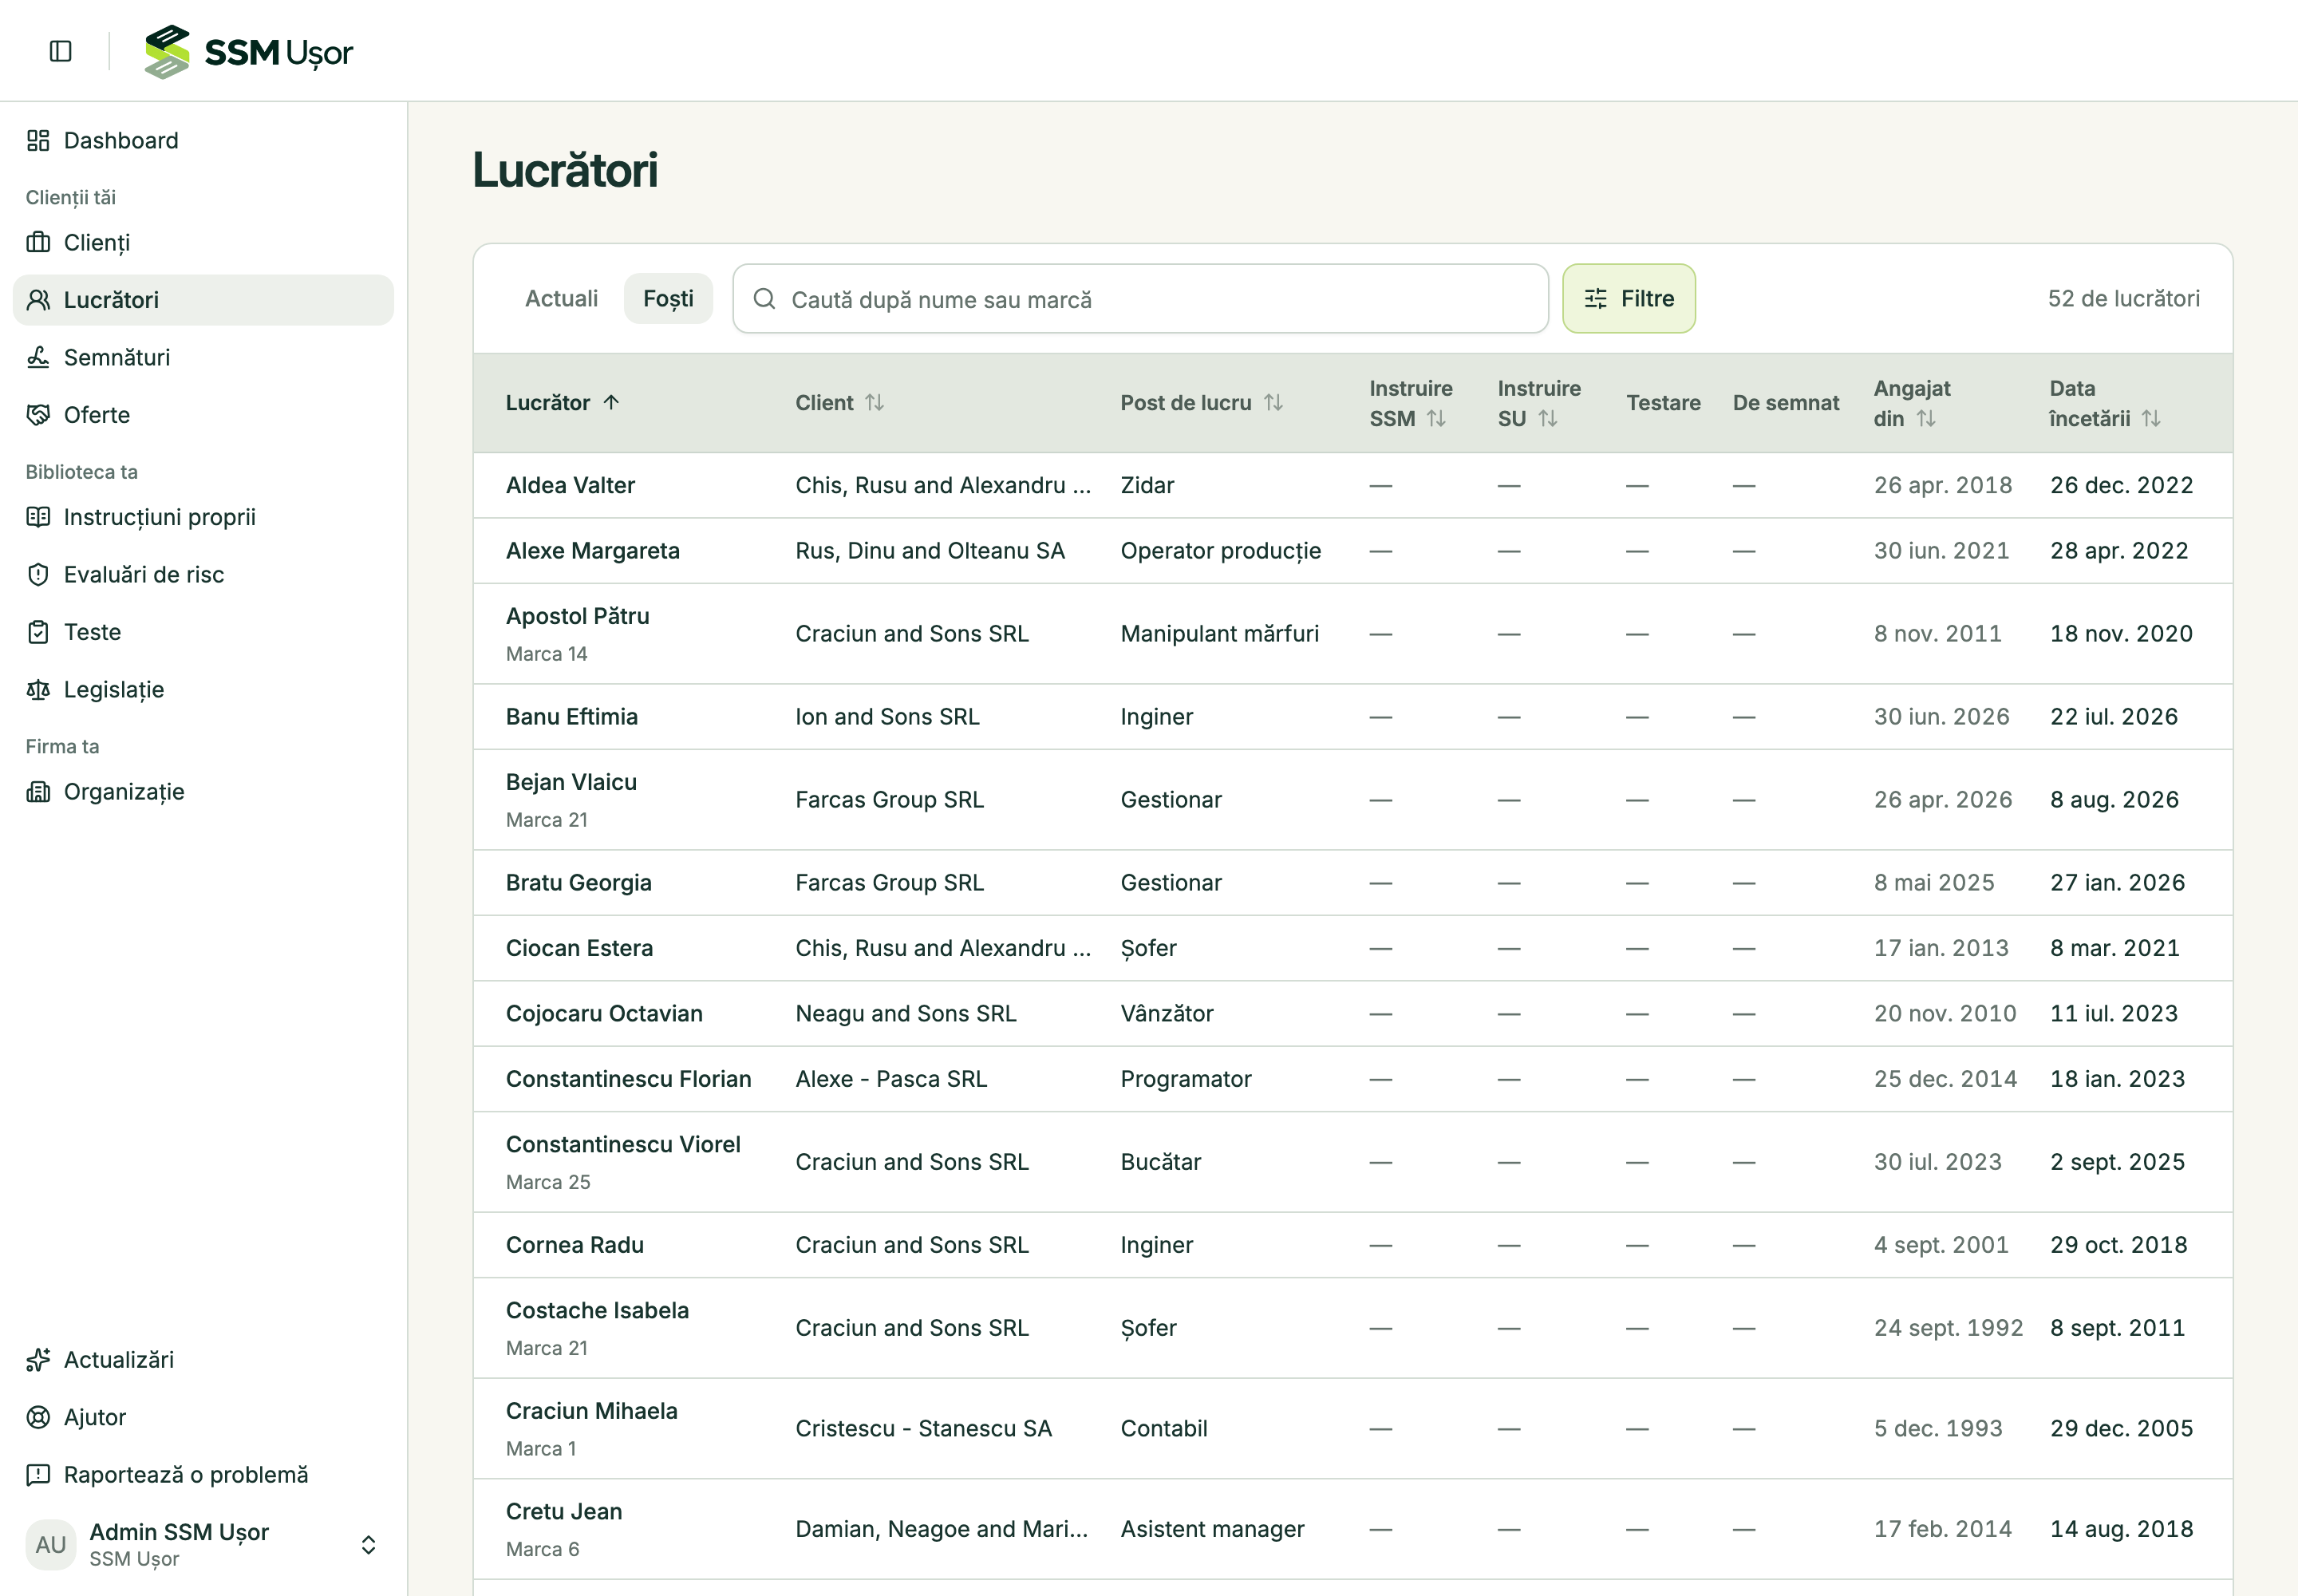 SSM Ușor
Dashboard
Clienții tăi
Clienți
Lucrători
Semnături
Oferte
Biblioteca ta
Instrucțiuni proprii
Evaluări de risc
Teste
Legislație
Firma ta
Organizație
Actualizări
Ajutor
Raportează o problemă
AU
Admin SSM Ușor
SSM Ușor
Lucrători
Actuali Foști Caută după nume sau marcă Filtre 52 de lucrători
Lucrător Client Post de lucru Instruire SSM Instruire SU Testare De semnat Angajat din Data încetării
Aldea Valter Chis, Rusu and Alexandru ... Zidar — — — — 26 apr. 2018 26 dec. 2022
Alexe Margareta Rus, Dinu and Olteanu SA Operator producție — — — — 30 iun. 2021 28 apr. 2022
Apostol Pătru Craciun and Sons SRL Manipulant mărfuri — — — — 8 nov. 2011 18 nov. 2020
Marca 14
Banu Eftimia Ion and Sons SRL Inginer — — — — 30 iun. 2026 22 iul. 2026
Bejan Vlaicu Farcas Group SRL Gestionar — — — — 26 apr. 2026 8 aug. 2026
Marca 21
Bratu Georgia Farcas Group SRL Gestionar — — — — 8 mai 2025 27 ian. 2026
Ciocan Estera Chis, Rusu and Alexandru ... Șofer — — — — 17 ian. 2013 8 mar. 2021
Cojocaru Octavian Neagu and Sons SRL Vânzător — — — — 20 nov. 2010 11 iul. 2023
Constantinescu Florian Alexe - Pasca SRL Programator — — — — 25 dec. 2014 18 ian. 2023
Constantinescu Viorel Craciun and Sons SRL Bucătar — — — — 30 iul. 2023 2 sept. 2025
Marca 25
Cornea Radu Craciun and Sons SRL Inginer — — — — 4 sept. 2001 29 oct. 2018
Costache Isabela Craciun and Sons SRL Șofer — — — — 24 sept. 1992 8 sept. 2011
Marca 21
Craciun Mihaela Cristescu - Stanescu SA Contabil — — — — 5 dec. 1993 29 dec. 2005
Marca 1
Cretu Jean Damian, Neagoe and Mari... Asistent manager — — — — 17 feb. 2014 14 aug. 2018
Marca 6